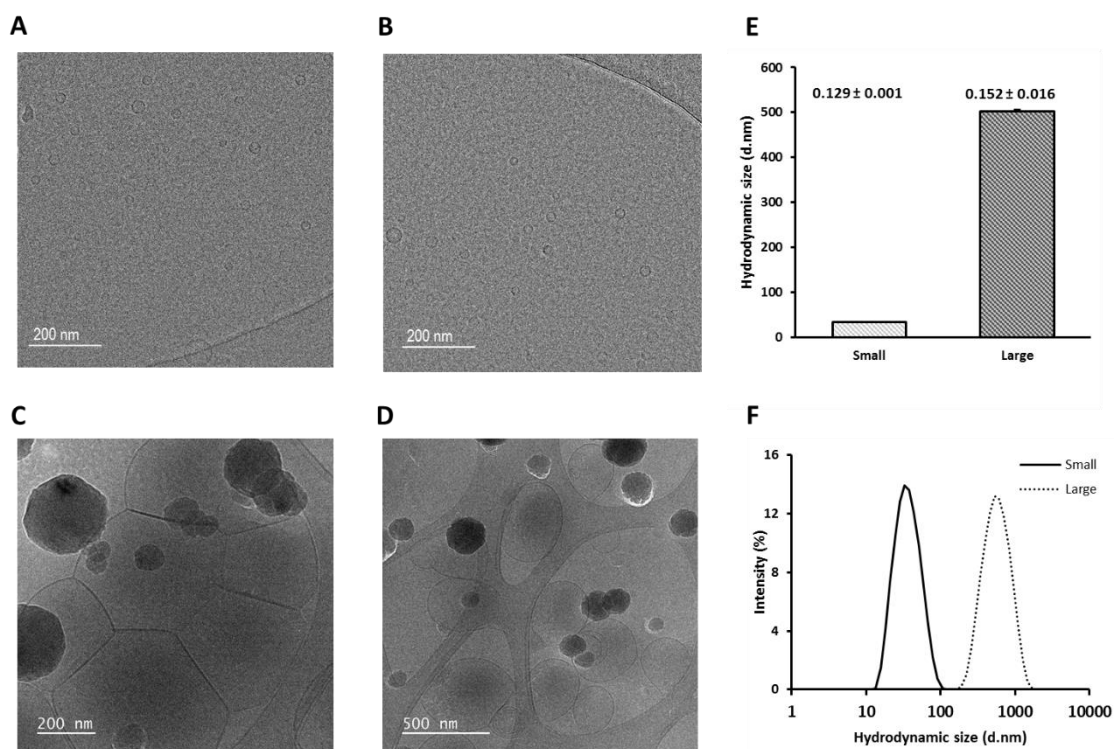 A
200 nm
B
200 nm
E
600
500
400
300
200
100
0
Hydrodynamic size (d.nm)
0.129 ± 0.001
0.152 ± 0.016
Small
Large
C
200 nm
D
500 nm
F
16
12
8
4
0
Intensity (%)
Small
Large
1
10
100
1000
10000
Hydrodynamic size (d.nm)